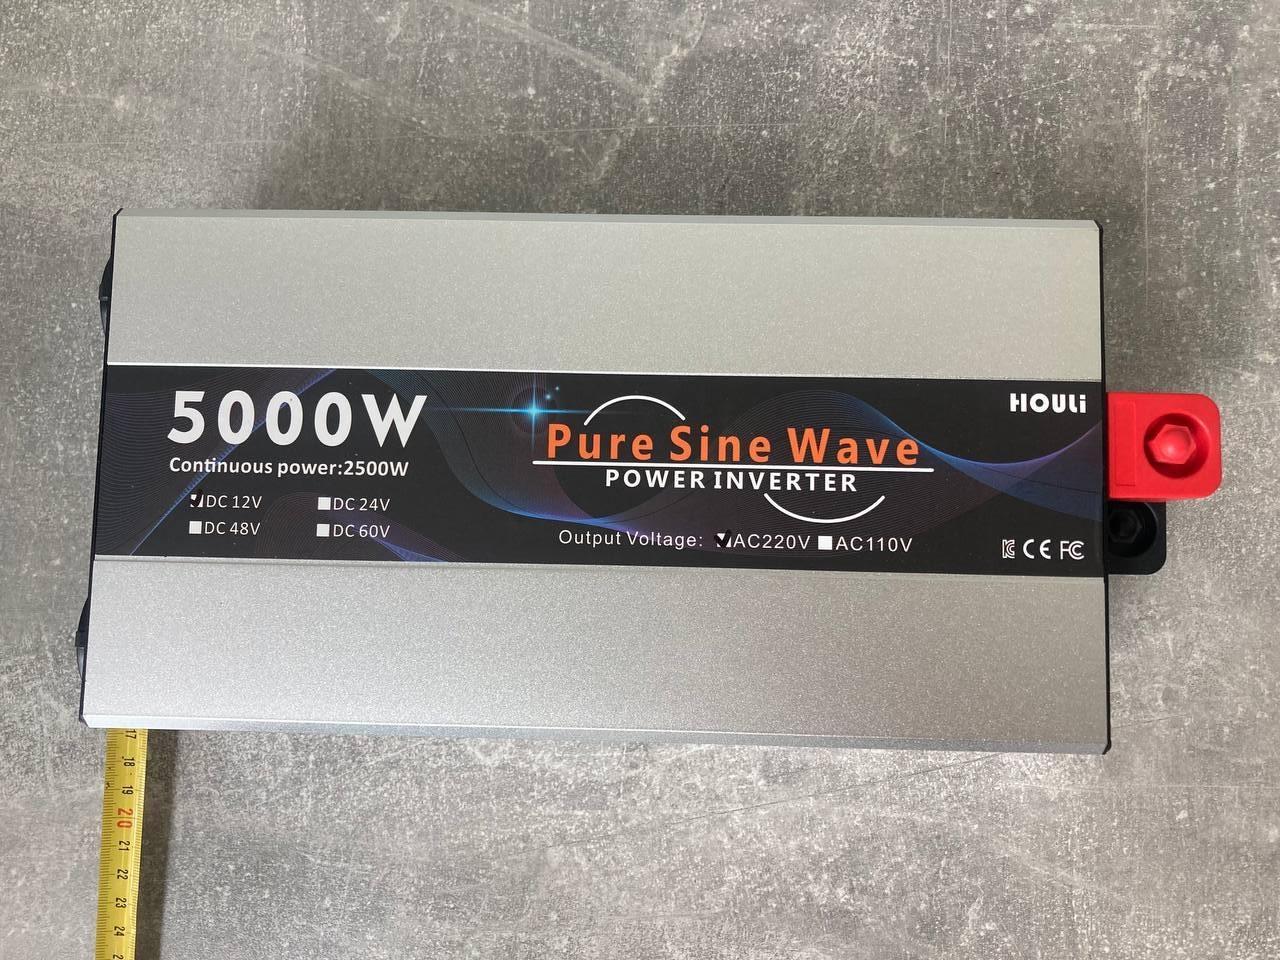 HOULi
5000W
Continuous power:2500W
DC 12V DC 24V
DC 48V DC 60V
Pure Sine Wave
POWER INVERTER
Output Voltage: AC220V AC110V
CE FC
17
18
19
20
21
22
23
24